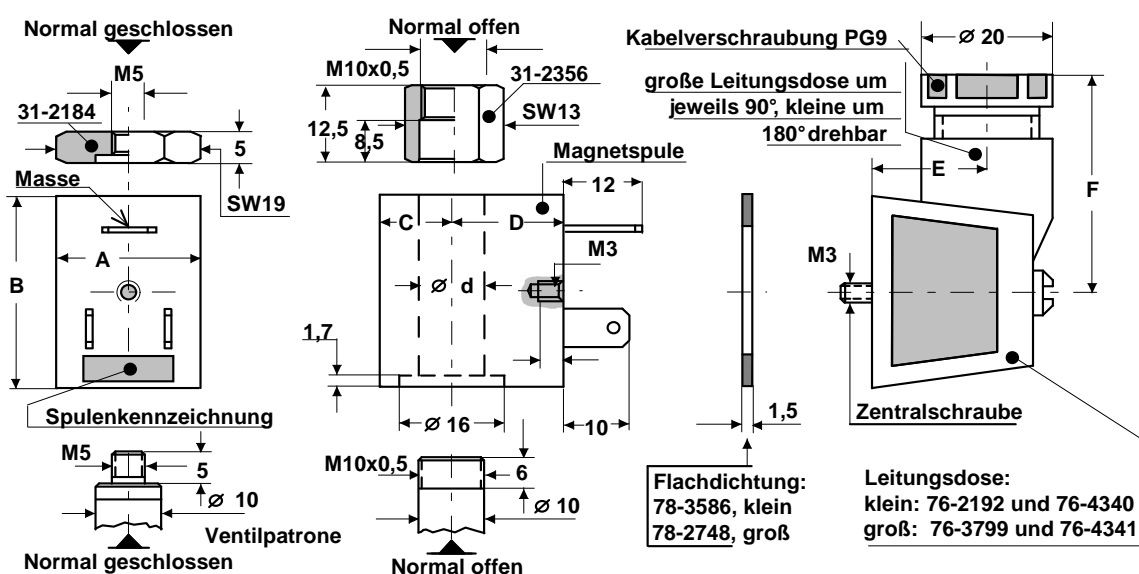 Normal geschlossen
M5
31-2184
5
SW19
Masse
A
B
Spulenkennzeichnung
M5
5
Ø 10
Ventilpatrone
Normal geschlossen
Normal offen
M10x0,5
31-2356
SW13
12,5
8,5
Magnetspule
12
C
D
M3
Ø d
1,7
Ø 16
10
M10x0,5
6
Ø 10
Normal offen
1,5
Flachdichtung:
78-3586, klein
78-2748, groß
Kabelverschraubung PG9
Ø 20
große Leitungsdose um
jeweils 90°, kleine um
180° drehbar
E
F
M3
Zentralschraube
Leitungsdose:
klein: 76-2192 und 76-4340
groß: 76-3799 und 76-4341